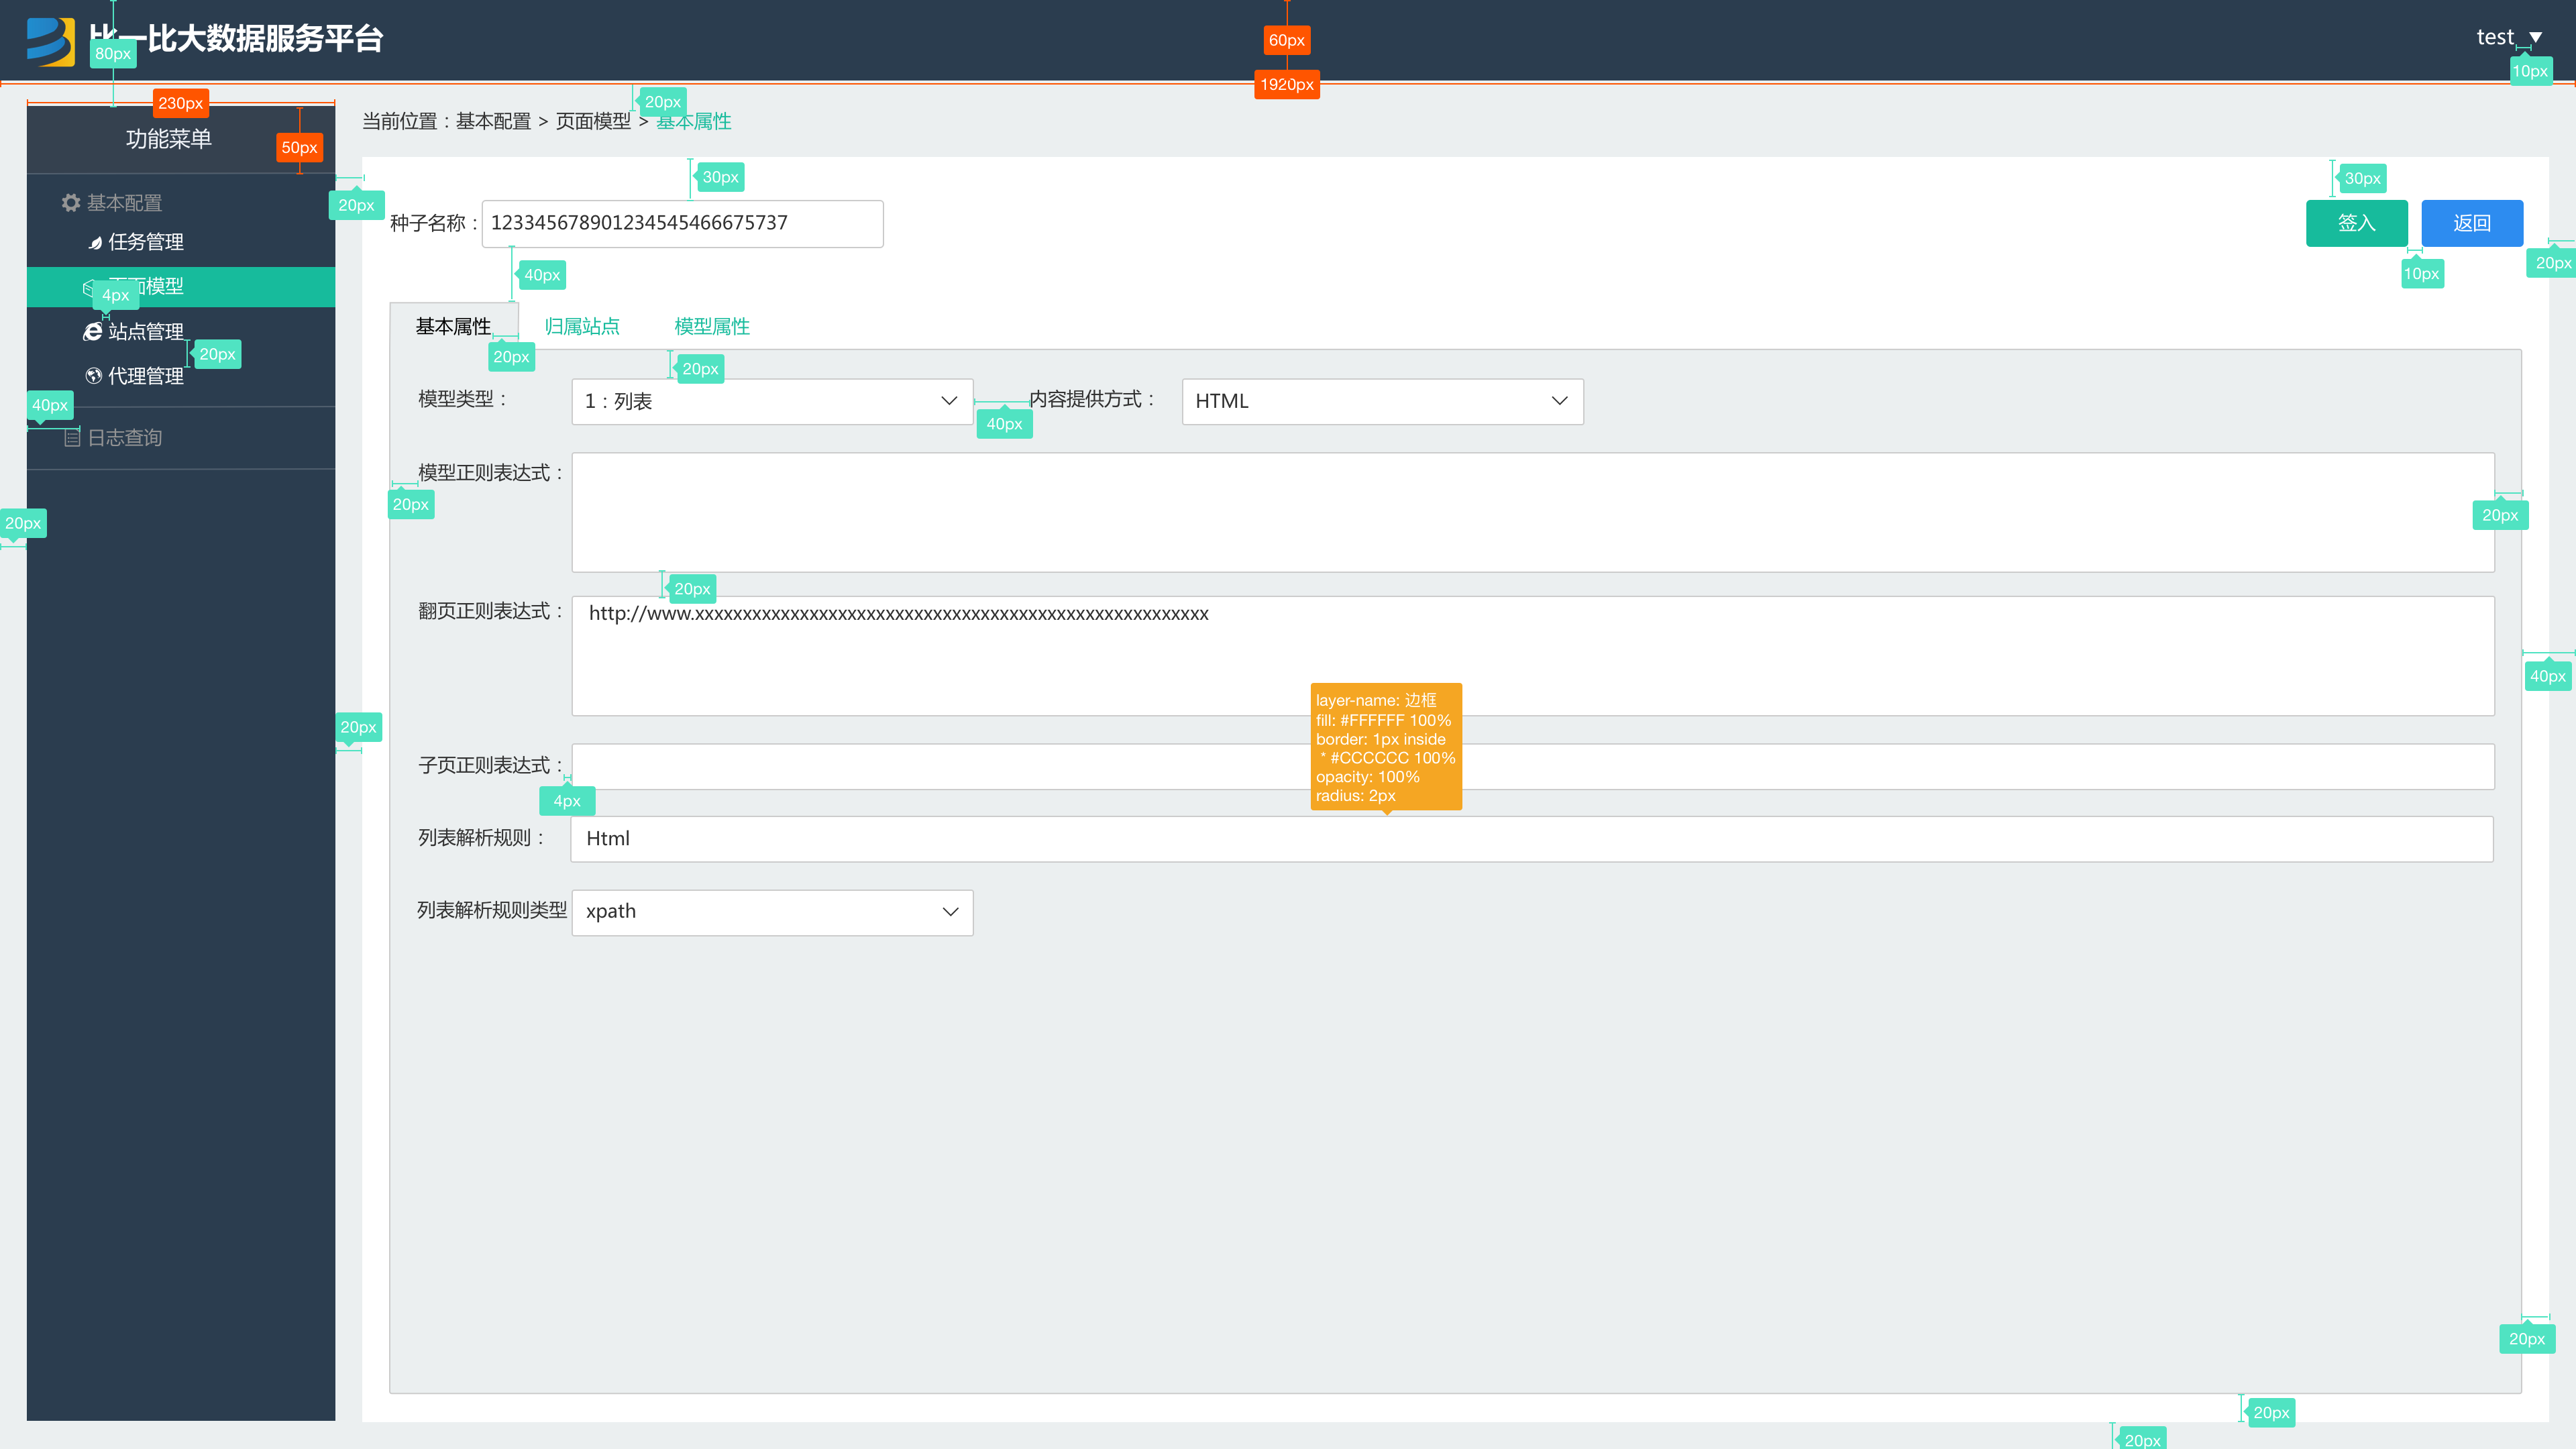 比一比大数据服务平台
80px
60px
1920px
test
10px
230px
功能菜单
50px
基本配置
任务管理
页面模型
4px
站点管理
20px
代理管理
40px
日志查询
20px
20px
当前位置：基本配置 > 页面模型 > 基本属性
20px
30px
30px
种子名称：
123345678901234545466675737
签入
返回
40px
10px
20px
基本属性
归属站点
模型属性
20px
20px
模型类型：
1：列表
40px
内容提供方式：
HTML
模型正则表达式：
20px
20px
20px
翻页正则表达式：
http://www.xxxxxxxxxxxxxxxxxxxxxxxxxxxxxxxxxxxxxxxxxxxxxxxxxxxxxx
40px
20px
layer-name: 边框
fill: #FFFFFF 100%
border: 1px inside
* #CCCCCC 100%
opacity: 100%
radius: 2px
子页正则表达式：
4px
列表解析规则：
Html
列表解析规则类型
xpath
20px
20px
20px